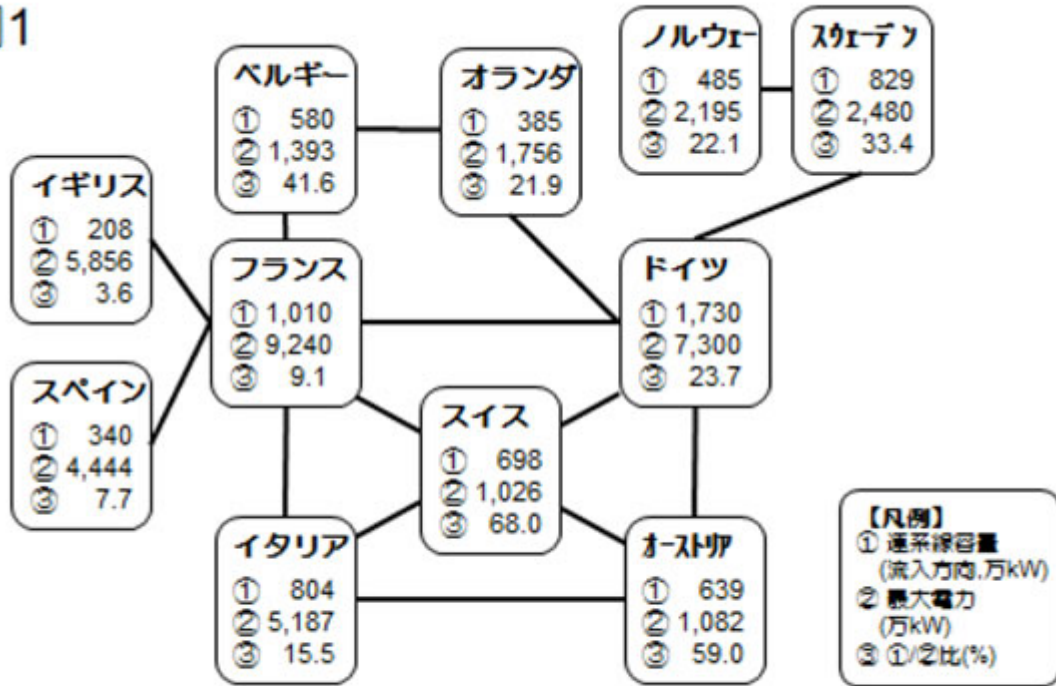 図1
ノルウェー
① 485
② 2,195
③ 22.1
スウェーデン
① 829
② 2,480
③ 33.4
ベルギー
① 580
② 1,393
③ 41.6
オランダ
① 385
② 1,756
③ 21.9
イギリス
① 208
② 5,856
③ 3.6
フランス
① 1,010
② 9,240
③ 9.1
ドイツ
① 1,730
② 7,300
③ 23.7
スペイン
① 340
② 4,444
③ 7.7
スイス
① 698
② 1,026
③ 68.0
イタリア
① 804
② 5,187
③ 15.5
オーストリア
① 639
② 1,082
③ 59.0
【凡例】
① 連系線容量
(流入方向,万kW)
② 最大電力
(万kW)
③ ①/②比(%)